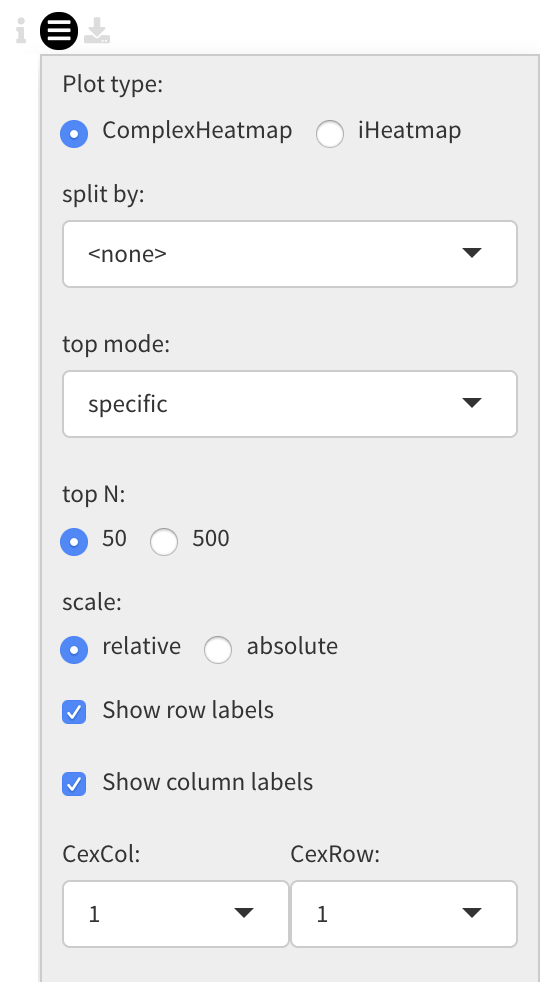 Plot type:
ComplexHeatmap iHeatmap
split by:
<none>
top mode:
specific
top N:
50 500
scale:
relative absolute
Show row labels
Show column labels
CexCol: CexRow:
1 1